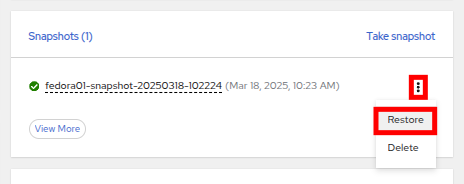 Snapshots (1) Take snapshot
fedora01-snapshot-20250318-102224 (Mar 18, 2025, 10:23 AM)
Restore
View More
Delete